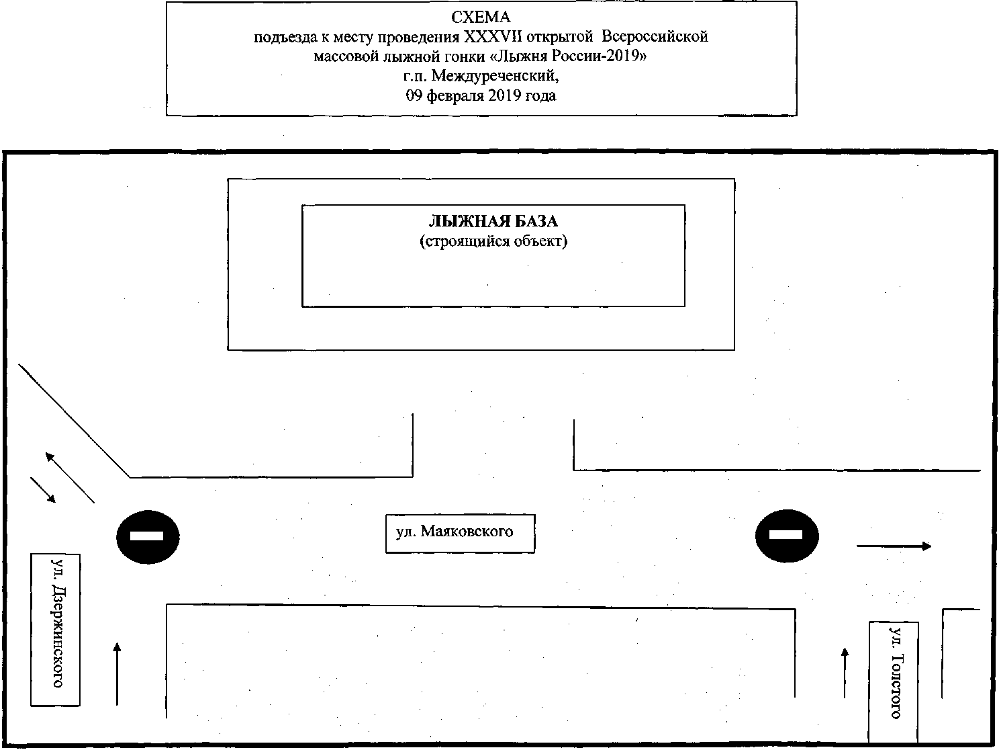 СХЕМА
подъезда к месту проведения XXXVII открытой Всероссийской
массовой лыжной гонки «Лыжня России-2019»
г.п. Междуреченский,
09 февраля 2019 года
ЛЫЖНАЯ БАЗА
(строящийся объект)
ул. Маяковского
ул. Дзержинского
ул. Толстого